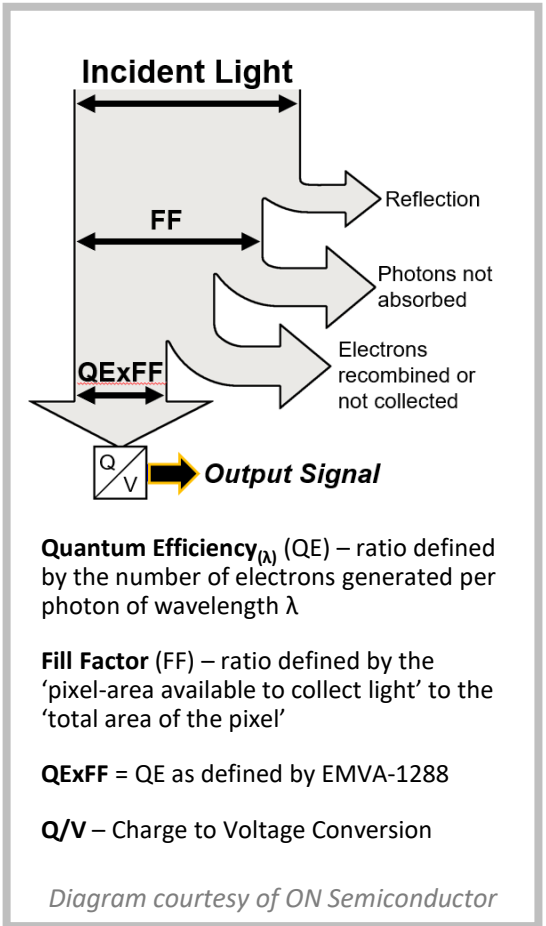 Incident Light
Reflection
FF
Photons not
absorbed
Electrons
recombined or
not collected
QExFF
Q
V
Output Signal
Quantum Efficiency(λ) (QE) – ratio defined
by the number of electrons generated per
photon of wavelength λ
Fill Factor (FF) – ratio defined by the
‘pixel-area available to collect light’ to the
‘total area of the pixel’
QExFF = QE as defined by EMVA-1288
Q/V – Charge to Voltage Conversion
Diagram courtesy of ON Semiconductor